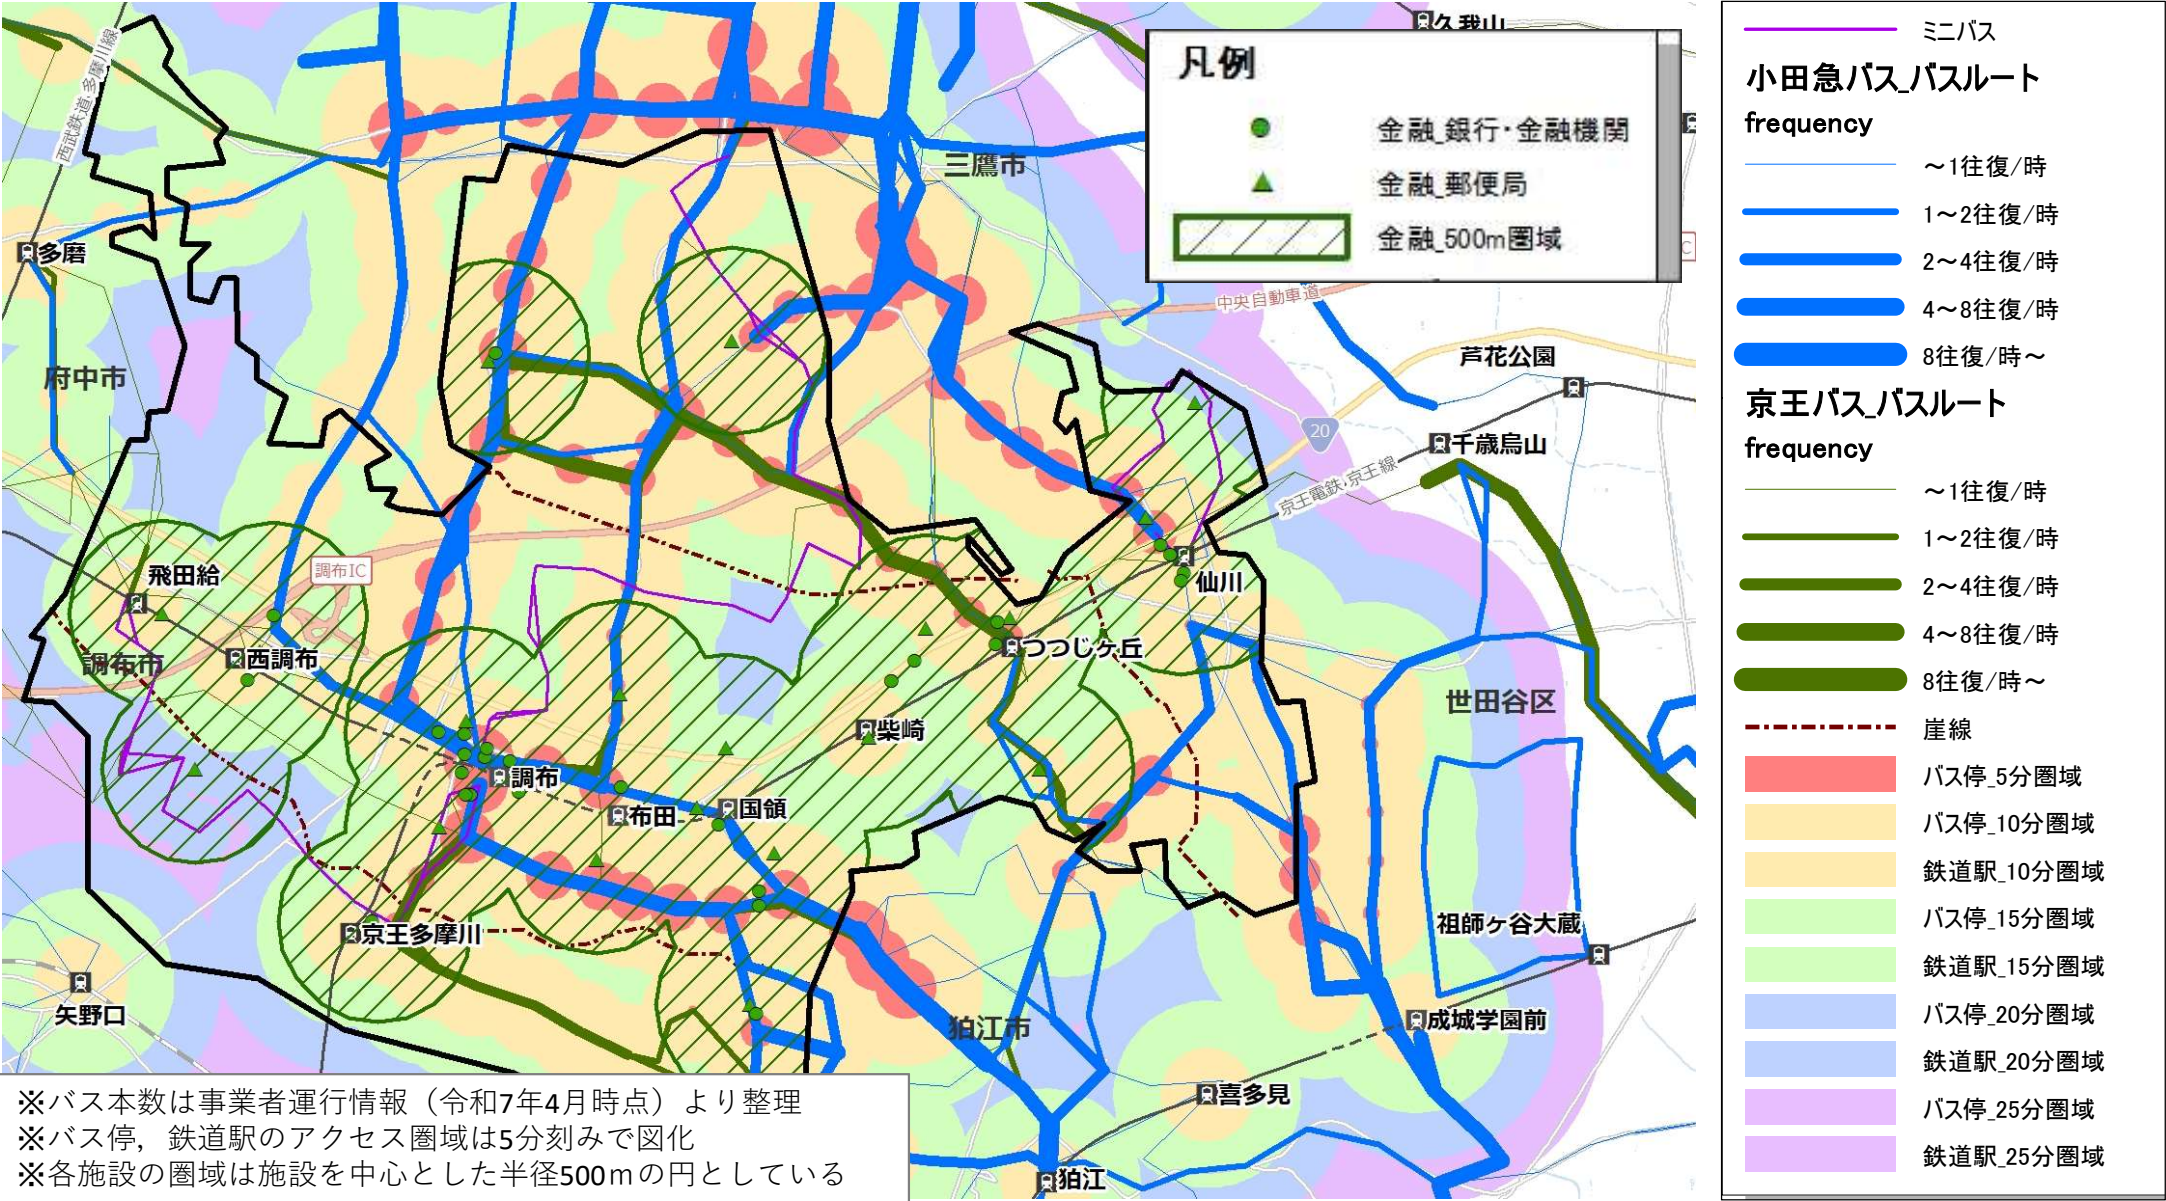 久我山
三鷹市
西武鉄道・多摩川線
多磨
府中市
中央自動車道
芦花公園
20
千歳烏山
京王電鉄・京王線
調布IC
飛田給
仙川
調布市
西調布
つつじヶ丘
世田谷区
柴崎
調布
布田
国領
京王多摩川
祖師ヶ谷大蔵
矢野口
狛江市
成城学園前
喜多見
狛江
凡例
金融_銀行・金融機関
金融_郵便局
金融_500m圏域
※バス本数は事業者運行情報（令和7年4月時点）より整理
※バス停，鉄道駅のアクセス圏域は5分刻みで図化
※各施設の圏域は施設を中心とした半径500ｍの円としている
ミニバス
小田急バス_バスルート
frequency
～1往復/時
1～2往復/時
2～4往復/時
4～8往復/時
8往復/時～
京王バス_バスルート
frequency
～1往復/時
1～2往復/時
2～4往復/時
4～8往復/時
8往復/時～
崖線
バス停_5分圏域
バス停_10分圏域
鉄道駅_10分圏域
バス停_15分圏域
鉄道駅_15分圏域
バス停_20分圏域
鉄道駅_20分圏域
バス停_25分圏域
鉄道駅_25分圏域